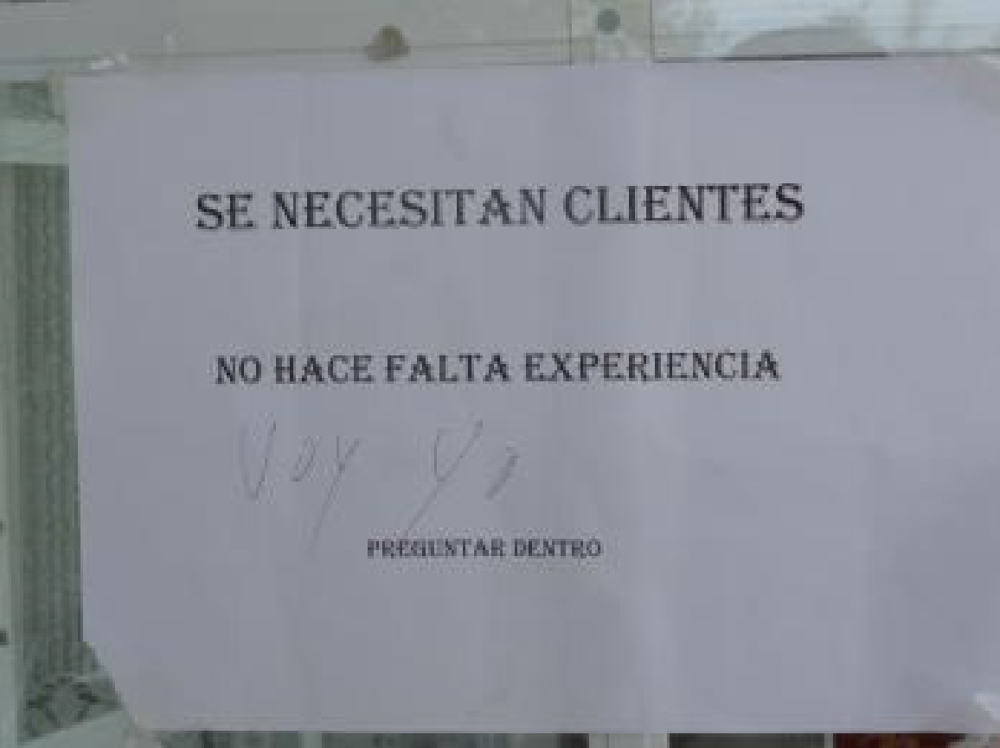 SE NECESITAN CLIENTES
NO HACE FALTA EXPERIENCIA
Voy Yo
PREGUNTAR DENTRO